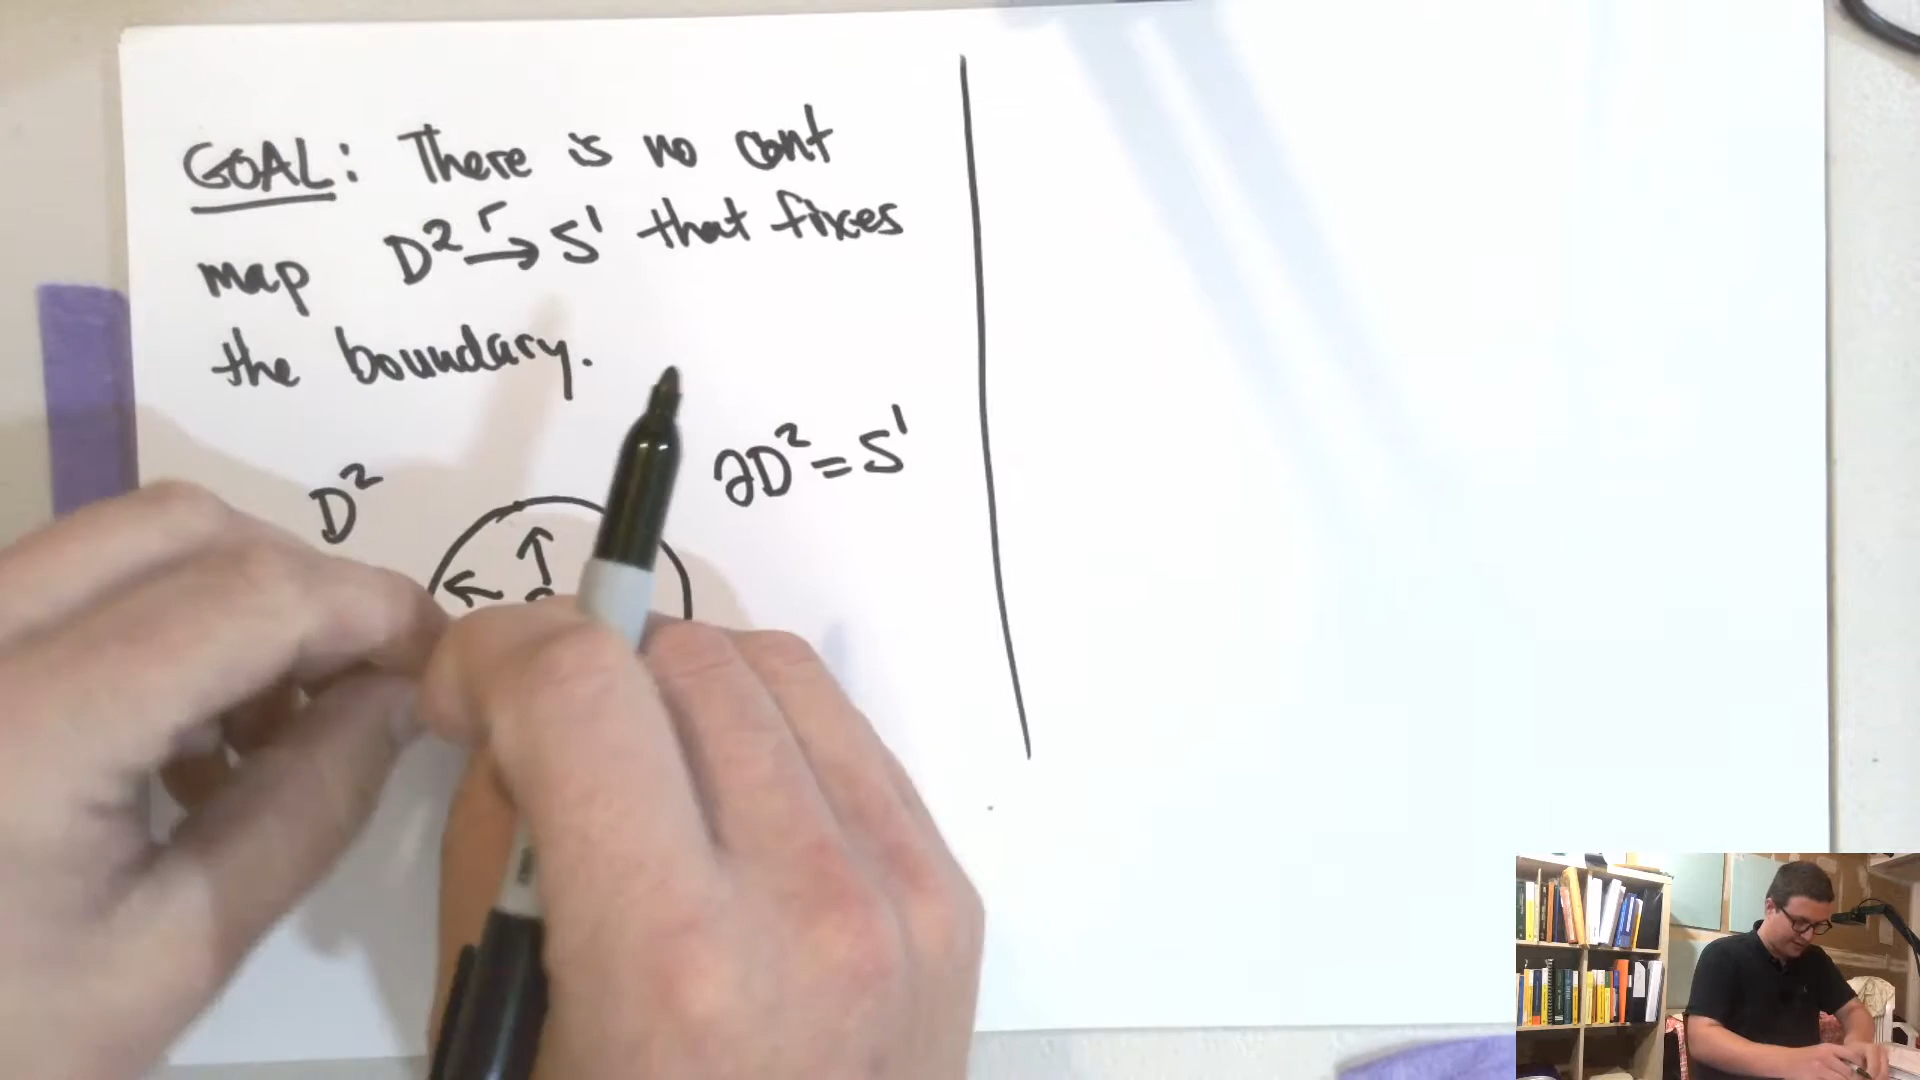 GOAL: There is no cont
map D² r→ S¹ that fixes
the boundary.
∂D² = S¹
D²